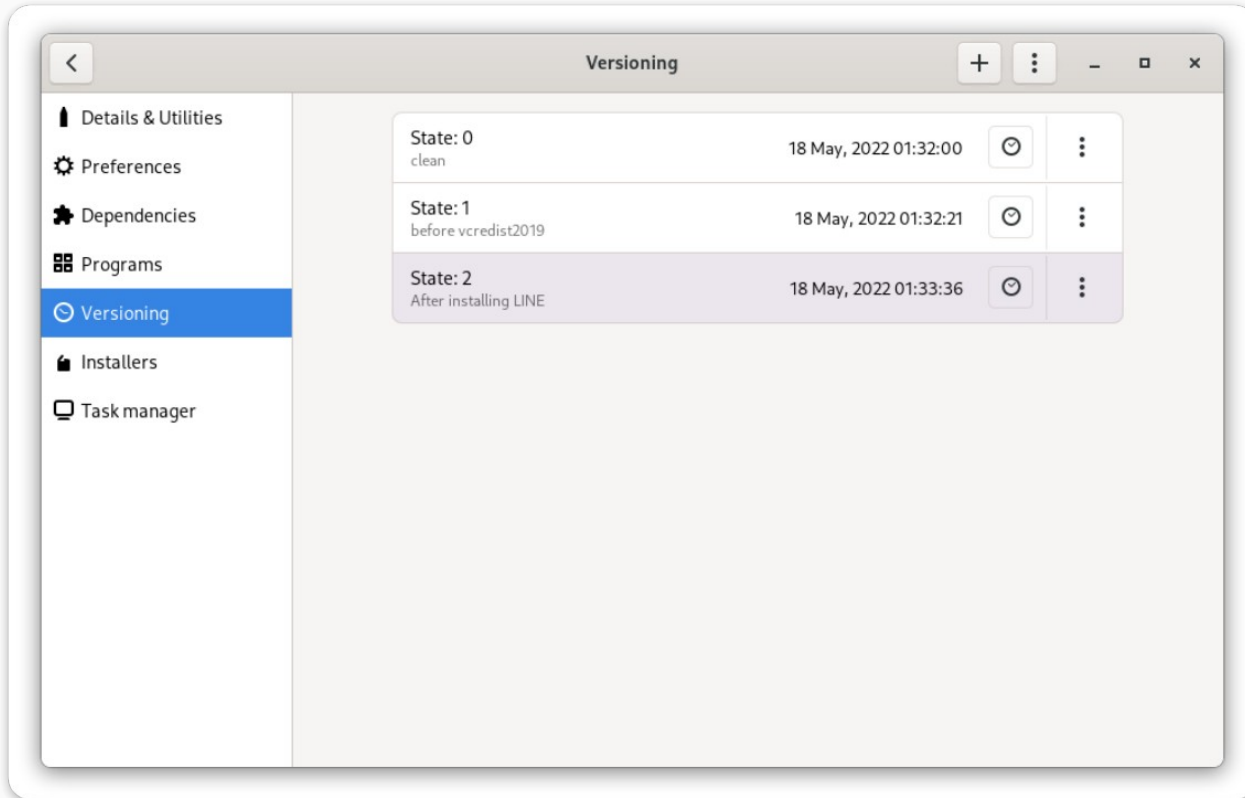 Versioning
Details & Utilities
Preferences
Dependencies
Programs
Versioning
Installers
Task manager
State: 0
clean
18 May, 2022 01:32:00
State: 1
before vcredist2019
18 May, 2022 01:32:21
State: 2
After installing LINE
18 May, 2022 01:33:36